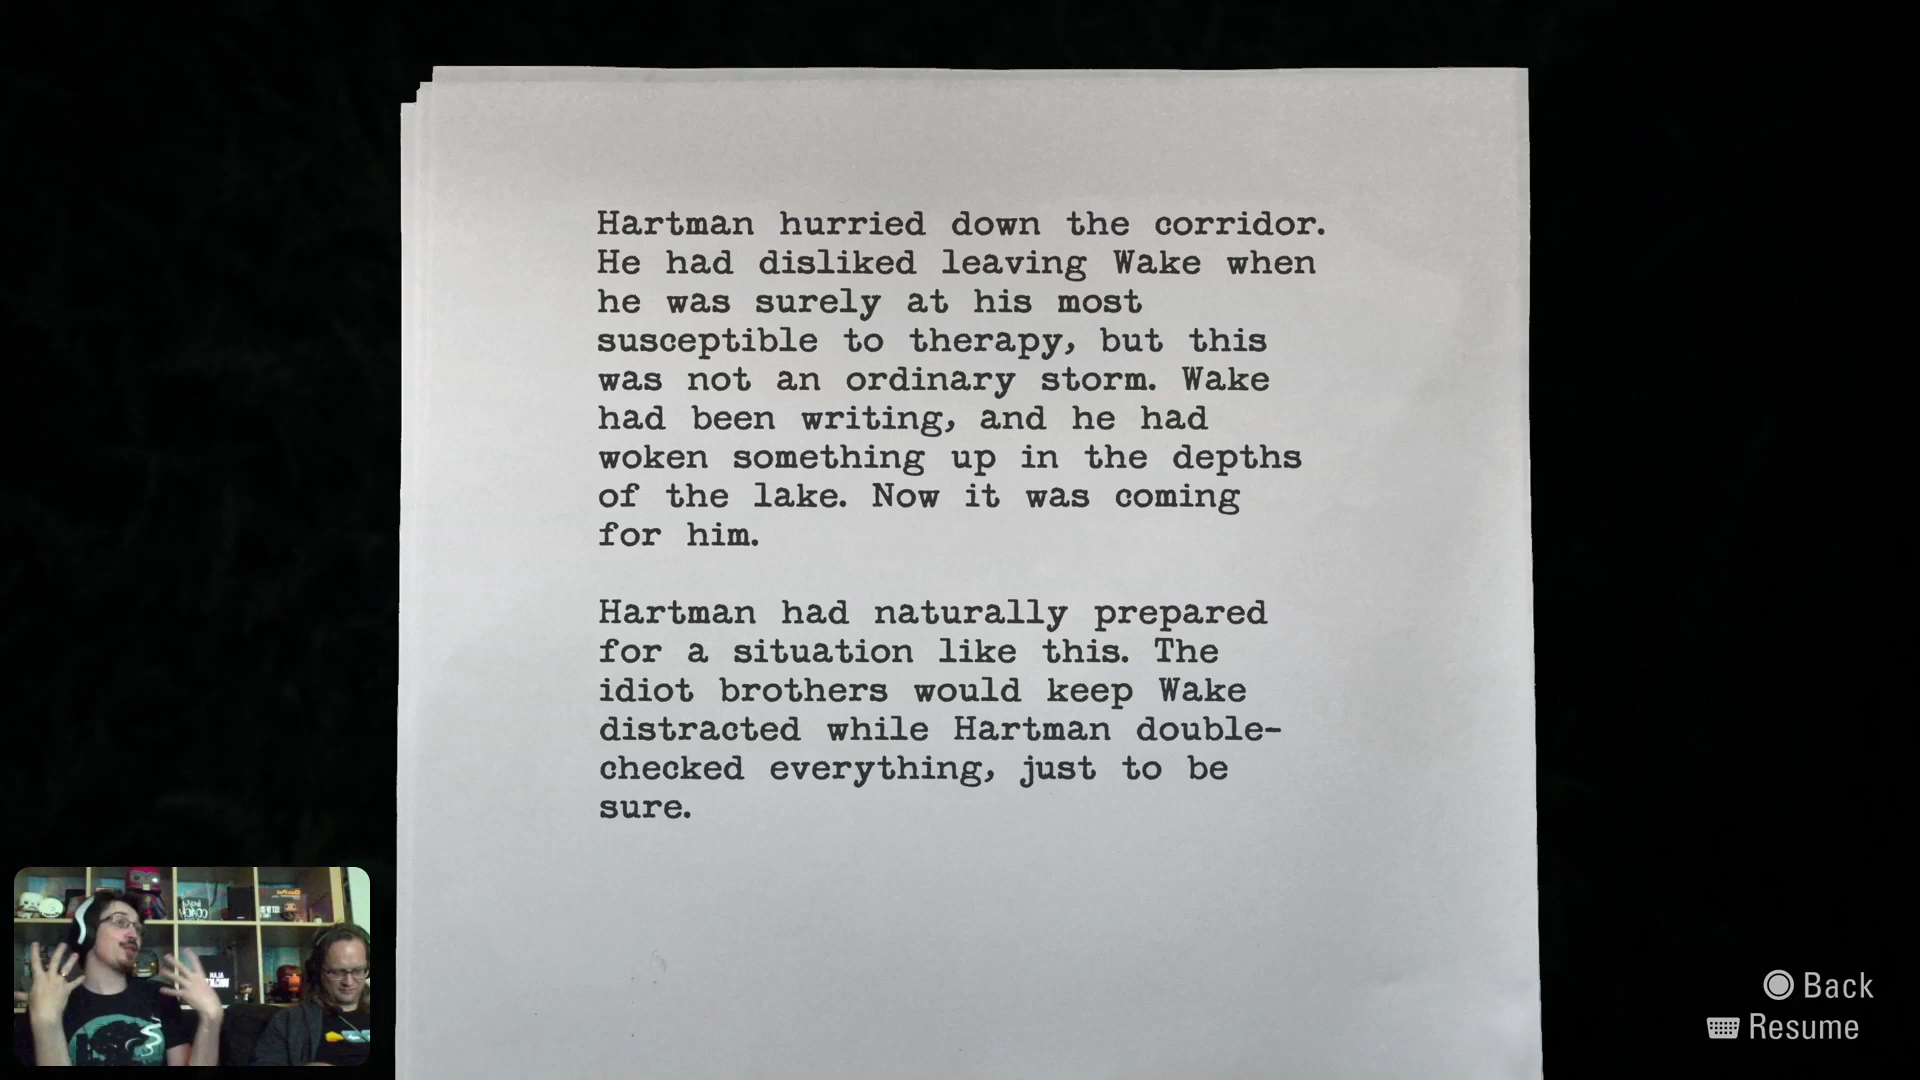 Hartman hurried down the corridor.
He had disliked leaving Wake when
he was surely at his most
susceptible to therapy, but this
was not an ordinary storm. Wake
had been writing, and he had
woken something up in the depths
of the lake. Now it was coming
for him.
Hartman had naturally prepared
for a situation like this. The
idiot brothers would keep Wake
distracted while Hartman double-
checked everything, just to be
sure.
Back
Resume